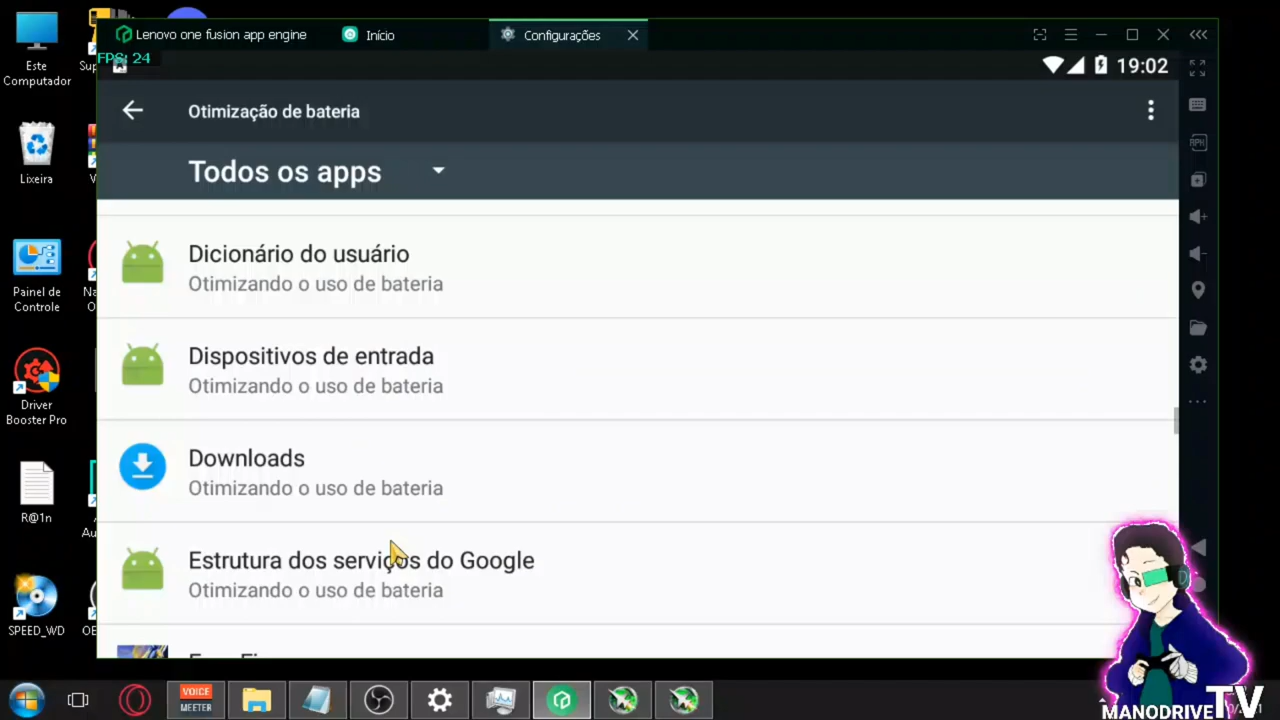 Lenovo one fusion app engine
Início
Configurações
FPS: 24
19:02
Otimização de bateria
Todos os apps
Dicionário do usuário
Otimizando o uso de bateria
Dispositivos de entrada
Otimizando o uso de bateria
Downloads
Otimizando o uso de bateria
Estrutura dos serviços do Google
Otimizando o uso de bateria
Este
Computador
Lixeira
Painel de
Controle
Driver
Booster Pro
R@1n
SPEED_WD
VOICE
MEETER
MANODRIVE TV